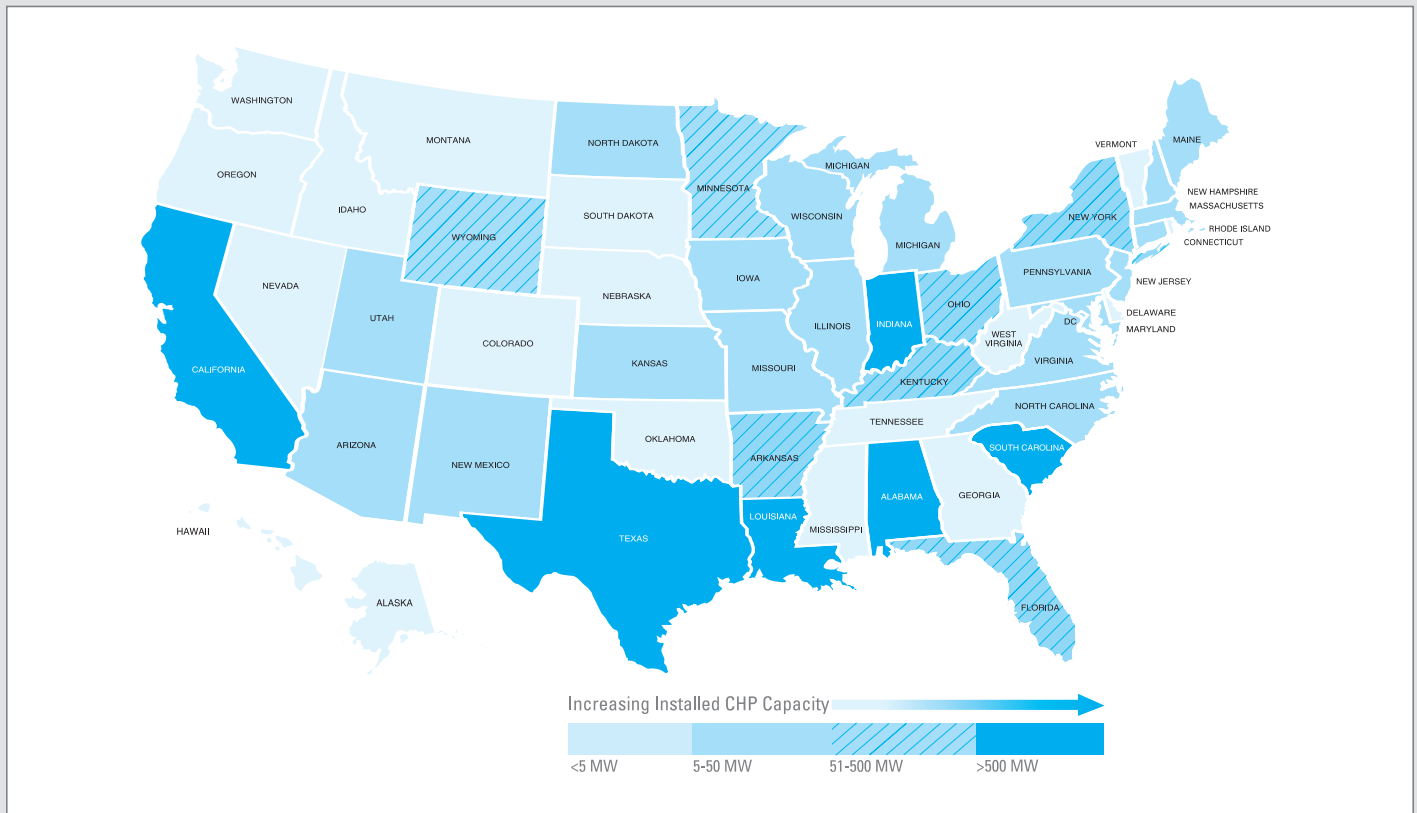 WASHINGTON
MONTANA
NORTH DAKOTA
VERMONT
MAINE
MICHIGAN
OREGON
MINNESOTA
NEW HAMPSHIRE
IDAHO
MASSACHUSETTS
SOUTH DAKOTA
WISCONSIN
NEW YORK
RHODE ISLAND
WYOMING
CONNECTICUT
MICHIGAN
PENNSYLVANIA
IOWA
NEW JERSEY
NEVADA
NEBRASKA
OHIO
DELAWARE
UTAH
ILLINOIS
INDIANA
DC
MARYLAND
COLORADO
WEST
VIRGINIA
KANSAS
MISSOURI
VIRGINIA
CALIFORNIA
KENTUCKY
NORTH CAROLINA
TENNESSEE
ARIZONA
OKLAHOMA
SOUTH CAROLINA
NEW MEXICO
ARKANSAS
ALABAMA
GEORGIA
LOUISIANA
HAWAII
MISSISSIPPI
TEXAS
ALASKA
FLORIDA
Increasing Installed CHP Capacity
<5 MW
5-50 MW
51-500 MW
>500 MW